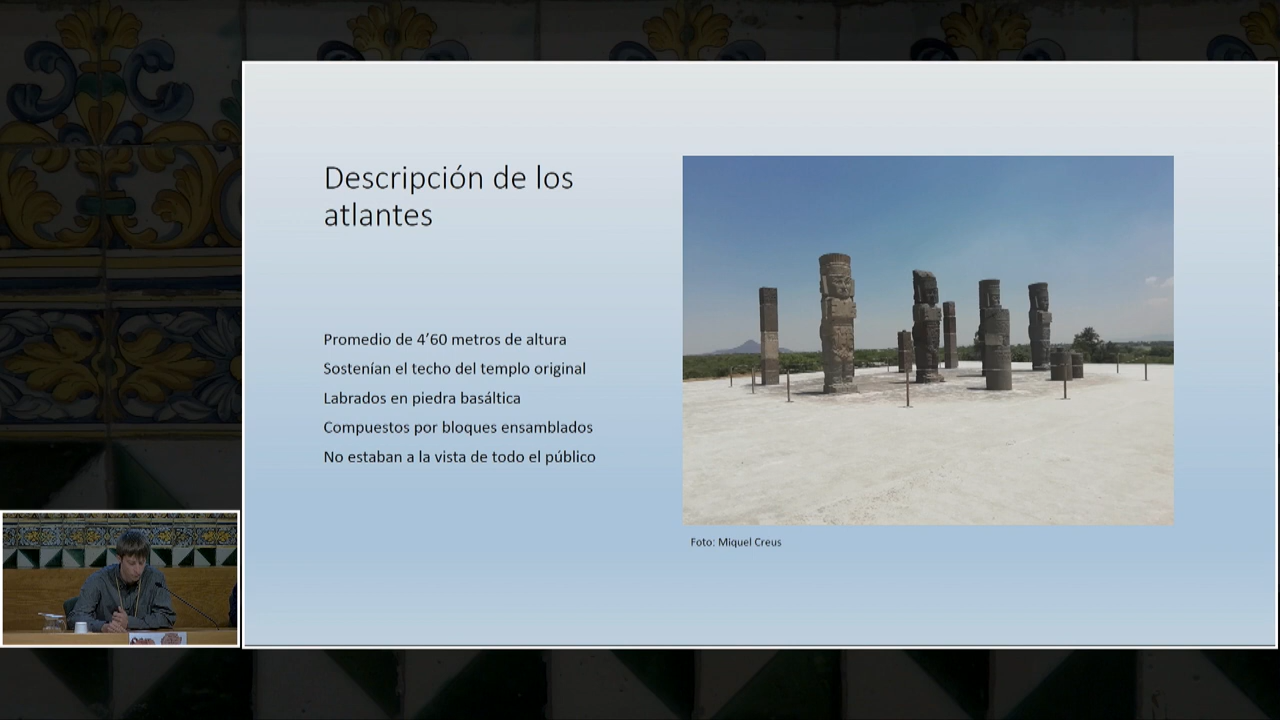 Descripción de los
atlantes
Promedio de 4’60 metros de altura
Sostenían el techo del templo original
Labrados en piedra basáltica
Compuestos por bloques ensamblados
No estaban a la vista de todo el público
Foto: Miquel Creus